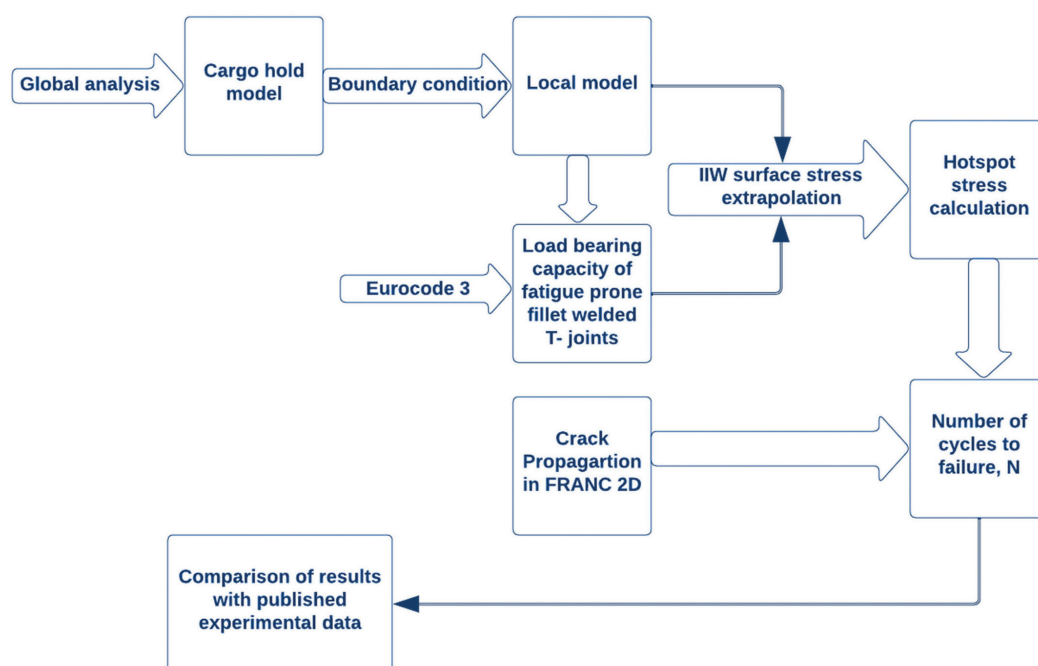 Global analysis
Cargo hold
model
Boundary condition
Local model
IIW surface stress
extrapolation
Hotspot
stress
calculation
Eurocode 3
Load bearing
capacity of
fatigue prone
fillet welded
T- joints
Crack
Propagartion
in FRANC 2D
Number of
cycles to
failure, N
Comparison of results
with published
experimental data